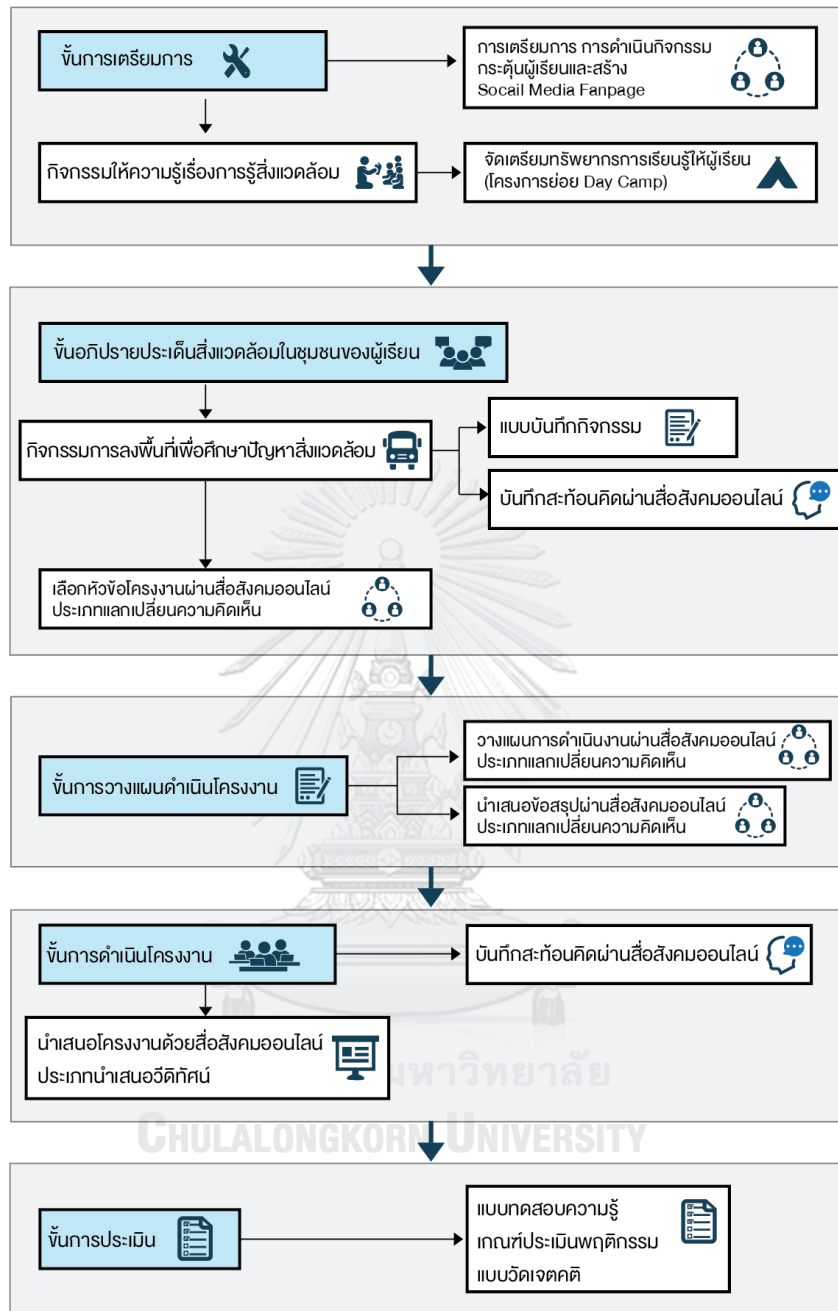 ขั้นการเตรียมการ
การเตรียมการ การดำเนินกิจกรรม
กระตุ้นผู้เรียนและสร้าง
Socail Media Fanpage
กิจกรรมให้ความรู้เรื่องการรู้สิ่งแวดล้อม
จัดเตรียมทรัพยากรการเรียนรู้ให้ผู้เรียน
(โครงการย่อย Day Camp)
ขั้นอภิปรายประเด็นสิ่งแวดล้อมในชุมชนของผู้เรียน
กิจกรรมการลงพื้นที่เพื่อศึกษาปัญหาสิ่งแวดล้อม
แบบบันทึกกิจกรรม
บันทึกสะท้อนคิดผ่านสื่อสังคมออนไลน์
เลือกหัวข้อโครงงานผ่านสื่อสังคมออนไลน์
ประเภทแลกเปลี่ยนความคิดเห็น
ขั้นการวางแผนดำเนินโครงงาน
วางแผนการดำเนินงานผ่านสื่อสังคมออนไลน์
ประเภทแลกเปลี่ยนความคิดเห็น
นำเสนอข้อสรุปผ่านสื่อสังคมออนไลน์
ประเภทแลกเปลี่ยนความคิดเห็น
ขั้นการดำเนินโครงงาน
บันทึกสะท้อนคิดผ่านสื่อสังคมออนไลน์
นำเสนอโครงงานด้วยสื่อสังคมออนไลน์
ประเภทนำเสนอวีดิทัศน์
มหาวิทยาลัย
CHULALONGKORN UNIVERSITY
ขั้นการประเมิน
แบบทดสอบความรู้
เกณฑ์ประเมินพฤติกรรม
แบบวัดเจตคติ